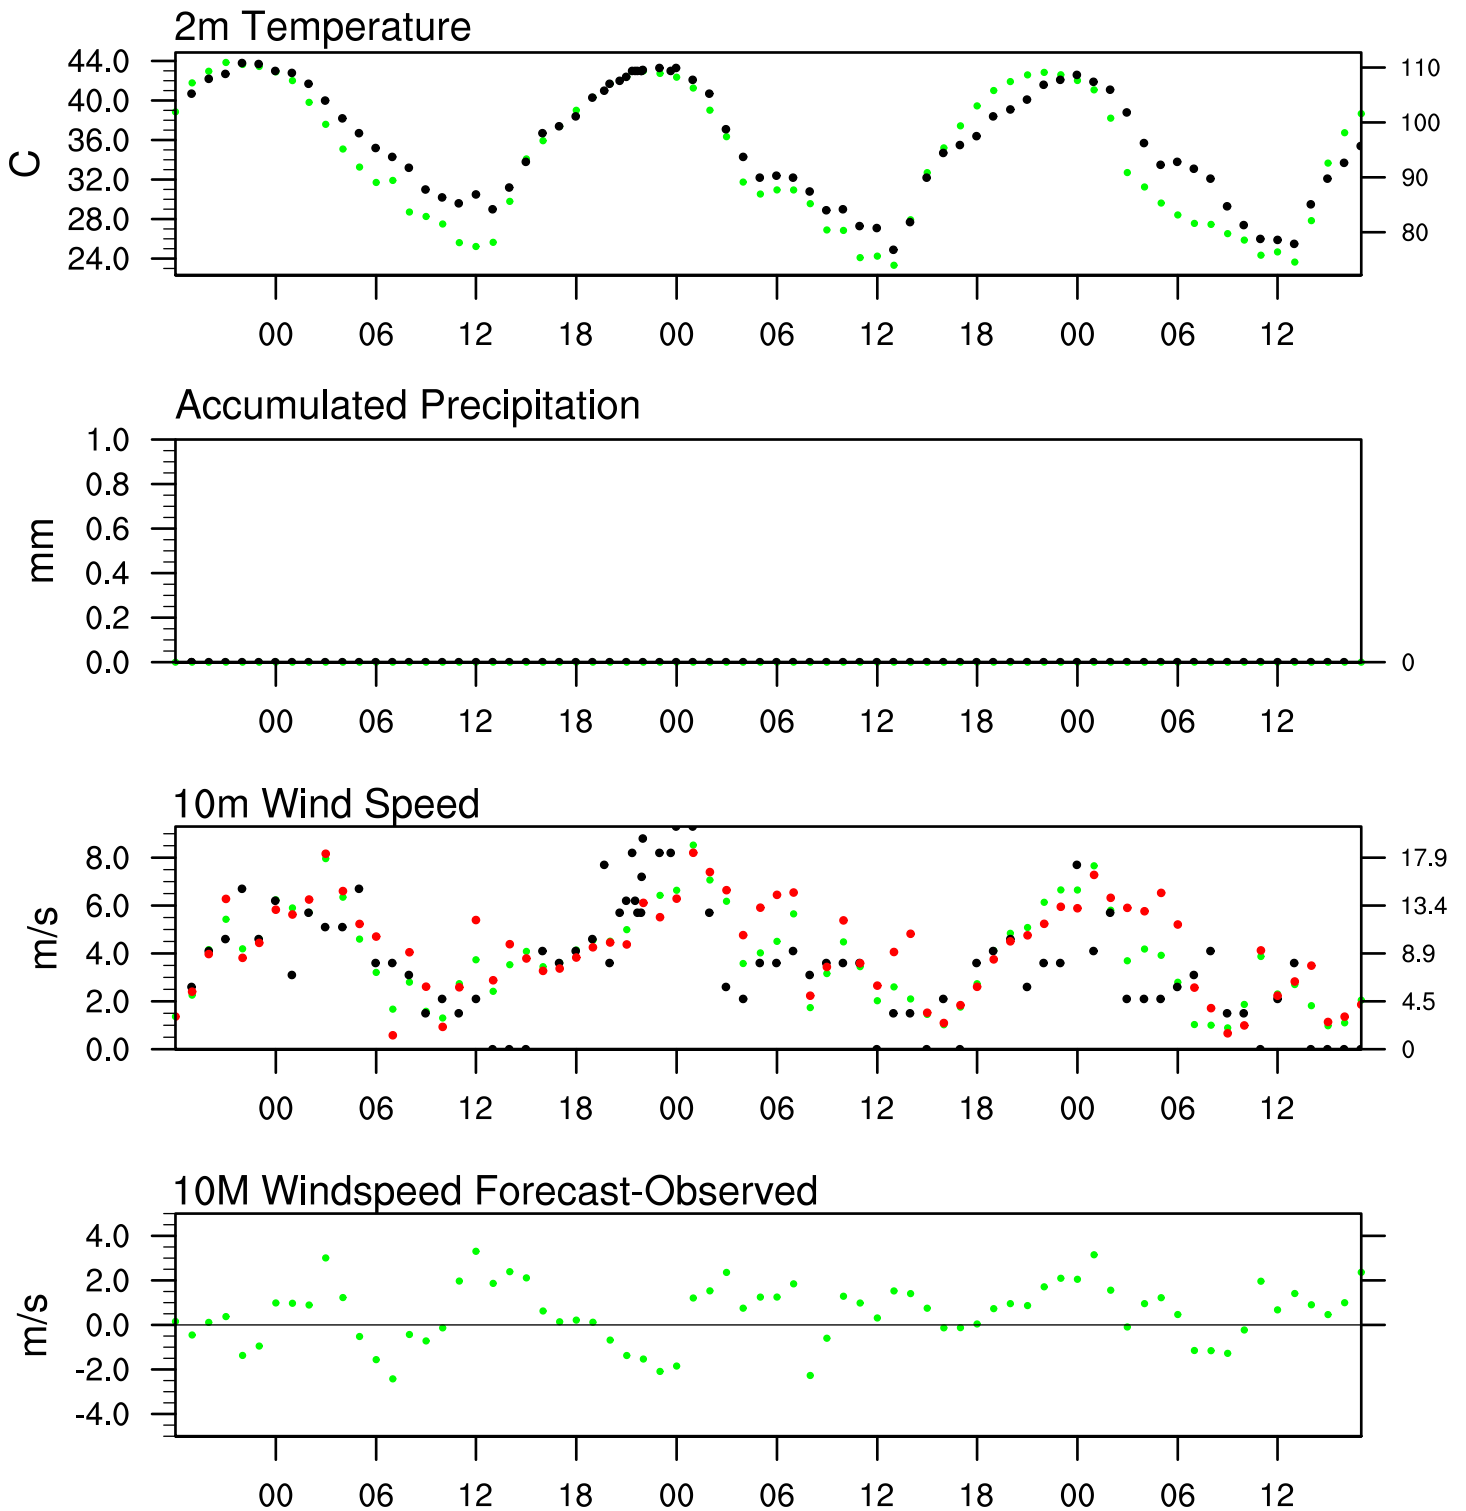 2m Temperature
44.0
40.0
36.0
32.0
28.0
24.0
C
110
100
90
80
00 06 12 18 00 06 12 18 00 06 12
Accumulated Precipitation
1.0
0.8
0.6
0.4
0.2
0.0
mm
0
00 06 12 18 00 06 12 18 00 06 12
10m Wind Speed
8.0
6.0
4.0
2.0
0.0
m/s
17.9
13.4
8.9
4.5
0
00 06 12 18 00 06 12 18 00 06 12
10M Windspeed Forecast-Observed
4.0
2.0
0.0
-2.0
-4.0
m/s
00 06 12 18 00 06 12 18 00 06 12